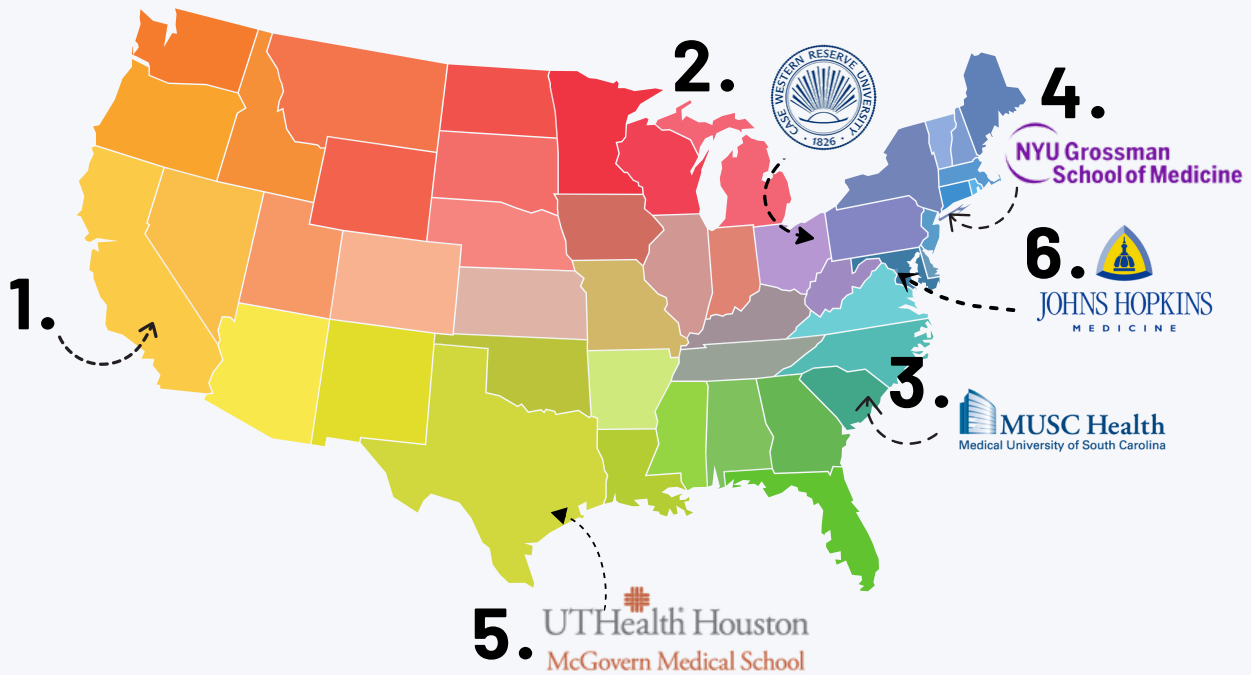 1.
2.
CASE WESTERN RESERVE UNIVERSITY
· 1826 ·
4.
NYU Grossman
School of Medicine
6.
JOHNS HOPKINS
MEDICINE
3.
MUSC Health
Medical University of South Carolina
5.
UTHealth Houston
McGovern Medical School